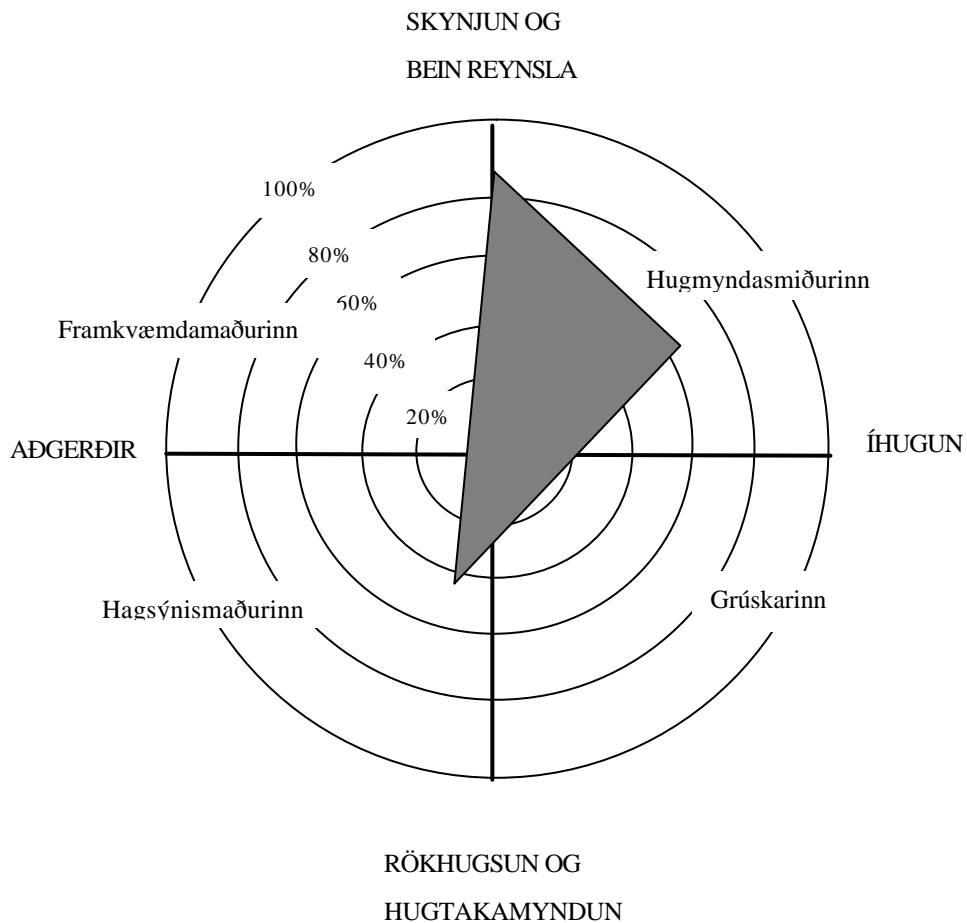 SKYNJUN OG
BEIN REYNSLA
100%
80%
Hugmyndasmiðurinn
60%
Framkvæmdamaðurinn
40%
20%
AÐGERÐIR
ÍHUGUN
Grúskarinn
Hagsýnismaðurinn
RÖKHUGSUN OG
HUGTAKAMYNDUN